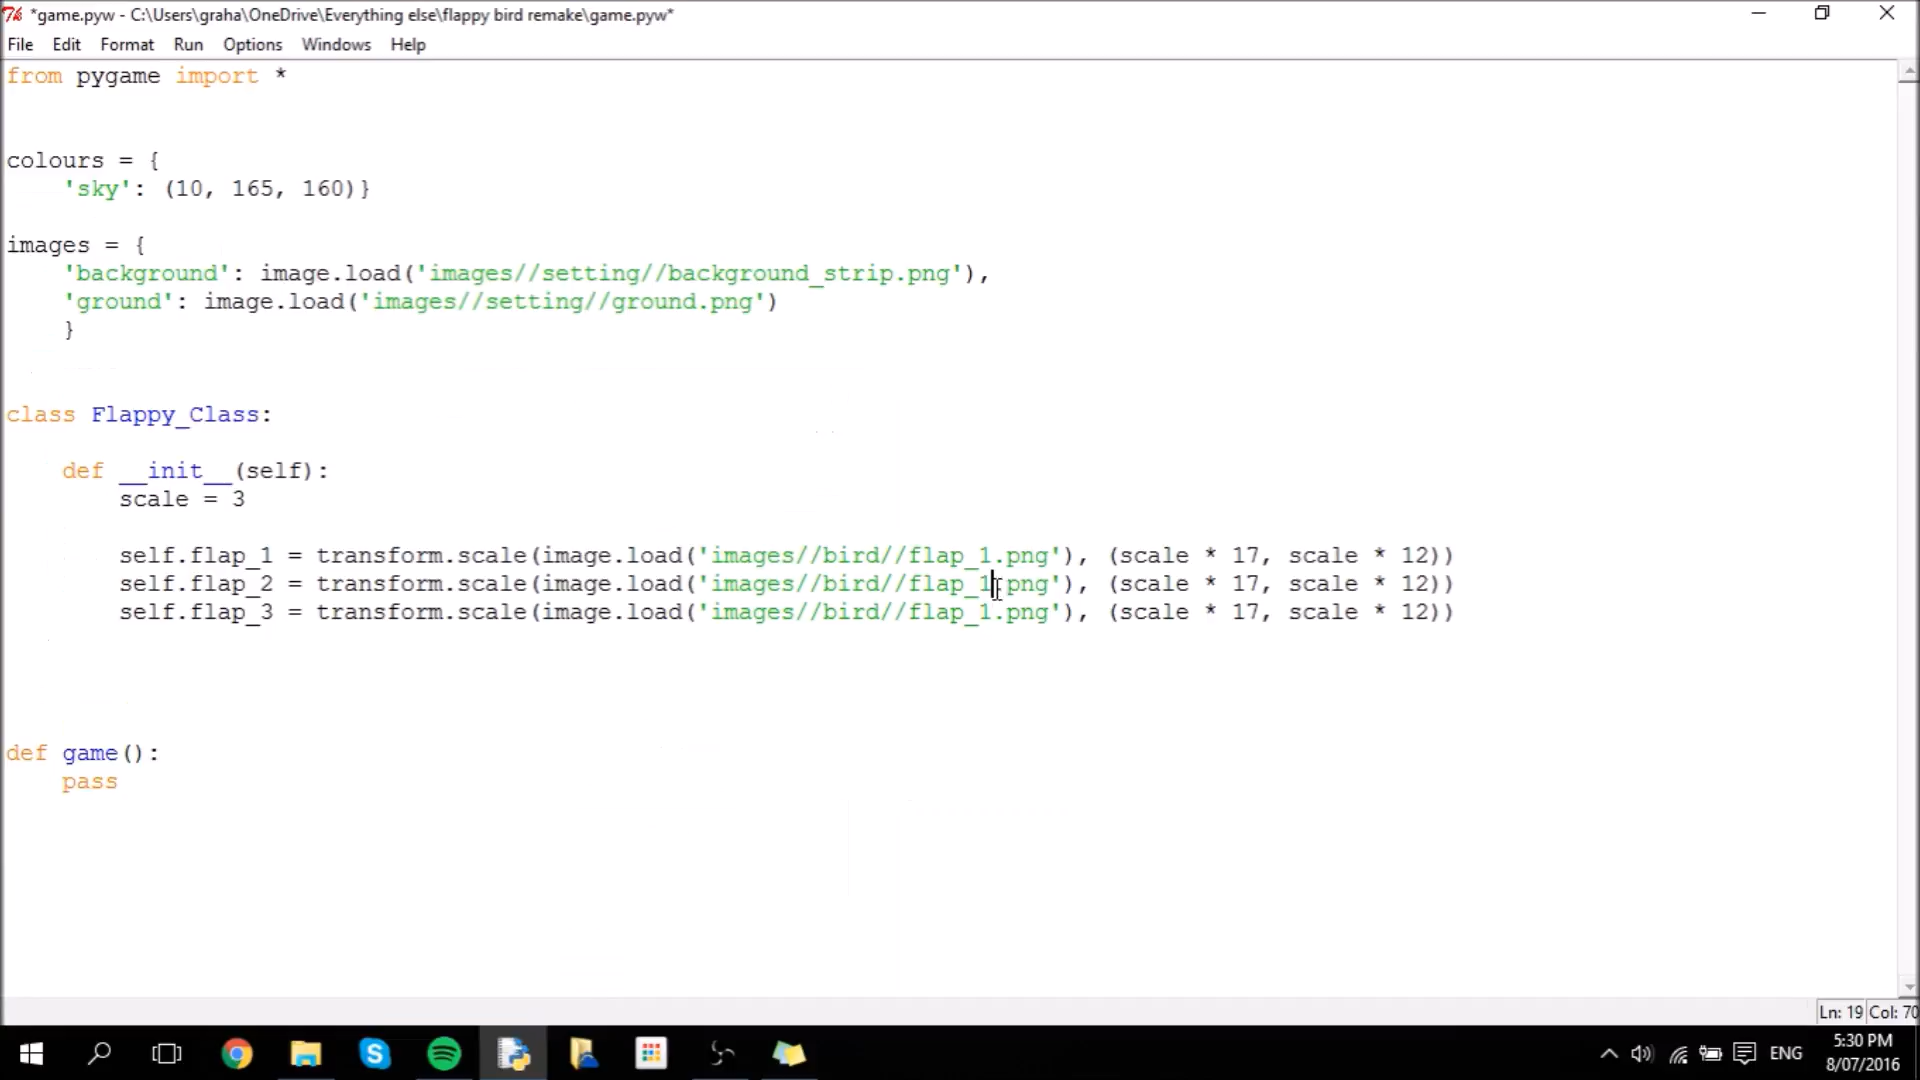 *game.pyw - C:\Users\graha\OneDrive\Everything else\flappy bird remake\game.pyw*
File Edit Format Run Options Windows Help
from pygame import *
colours = {
    'sky': (10, 165, 160)}
images = {
    'background': image.load('images//setting//background_strip.png'),
    'ground': image.load('images//setting//ground.png')
    }
class Flappy_Class:
    def __init__(self):
        scale = 3
        self.flap_1 = transform.scale(image.load('images//bird//flap_1.png'), (scale * 17, scale * 12))
        self.flap_2 = transform.scale(image.load('images//bird//flap_1.png'), (scale * 17, scale * 12))
        self.flap_3 = transform.scale(image.load('images//bird//flap_1.png'), (scale * 17, scale * 12))
def game():
    pass
Ln: 19 Col: 70
ENG
5:30 PM
8/07/2016